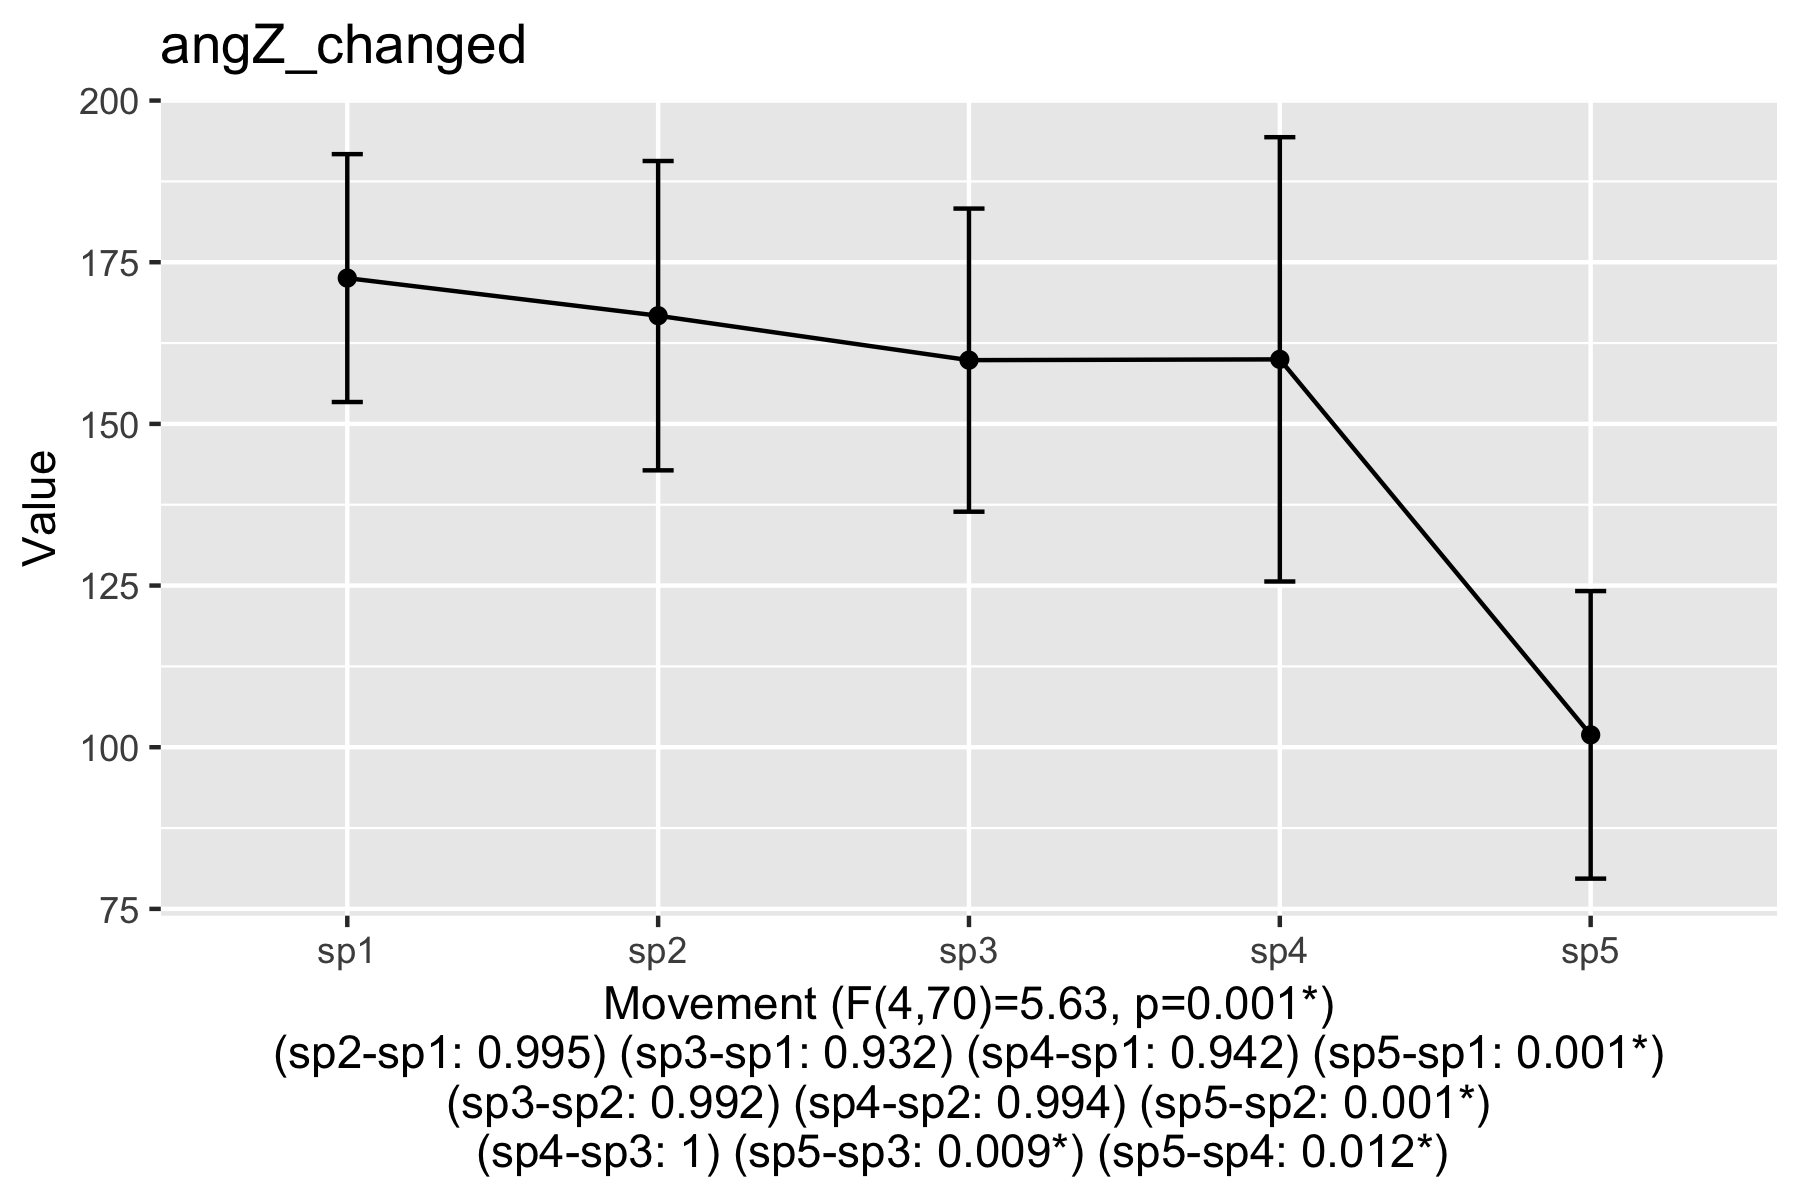 angZ_changed
200
175
150
125
100
75
Value
sp1 sp2 sp3 sp4 sp5
Movement (F(4,70)=5.63, p=0.001*)
(sp2-sp1: 0.995) (sp3-sp1: 0.932) (sp4-sp1: 0.942) (sp5-sp1: 0.001*)
(sp3-sp2: 0.992) (sp4-sp2: 0.994) (sp5-sp2: 0.001*)
(sp4-sp3: 1) (sp5-sp3: 0.009*) (sp5-sp4: 0.012*)